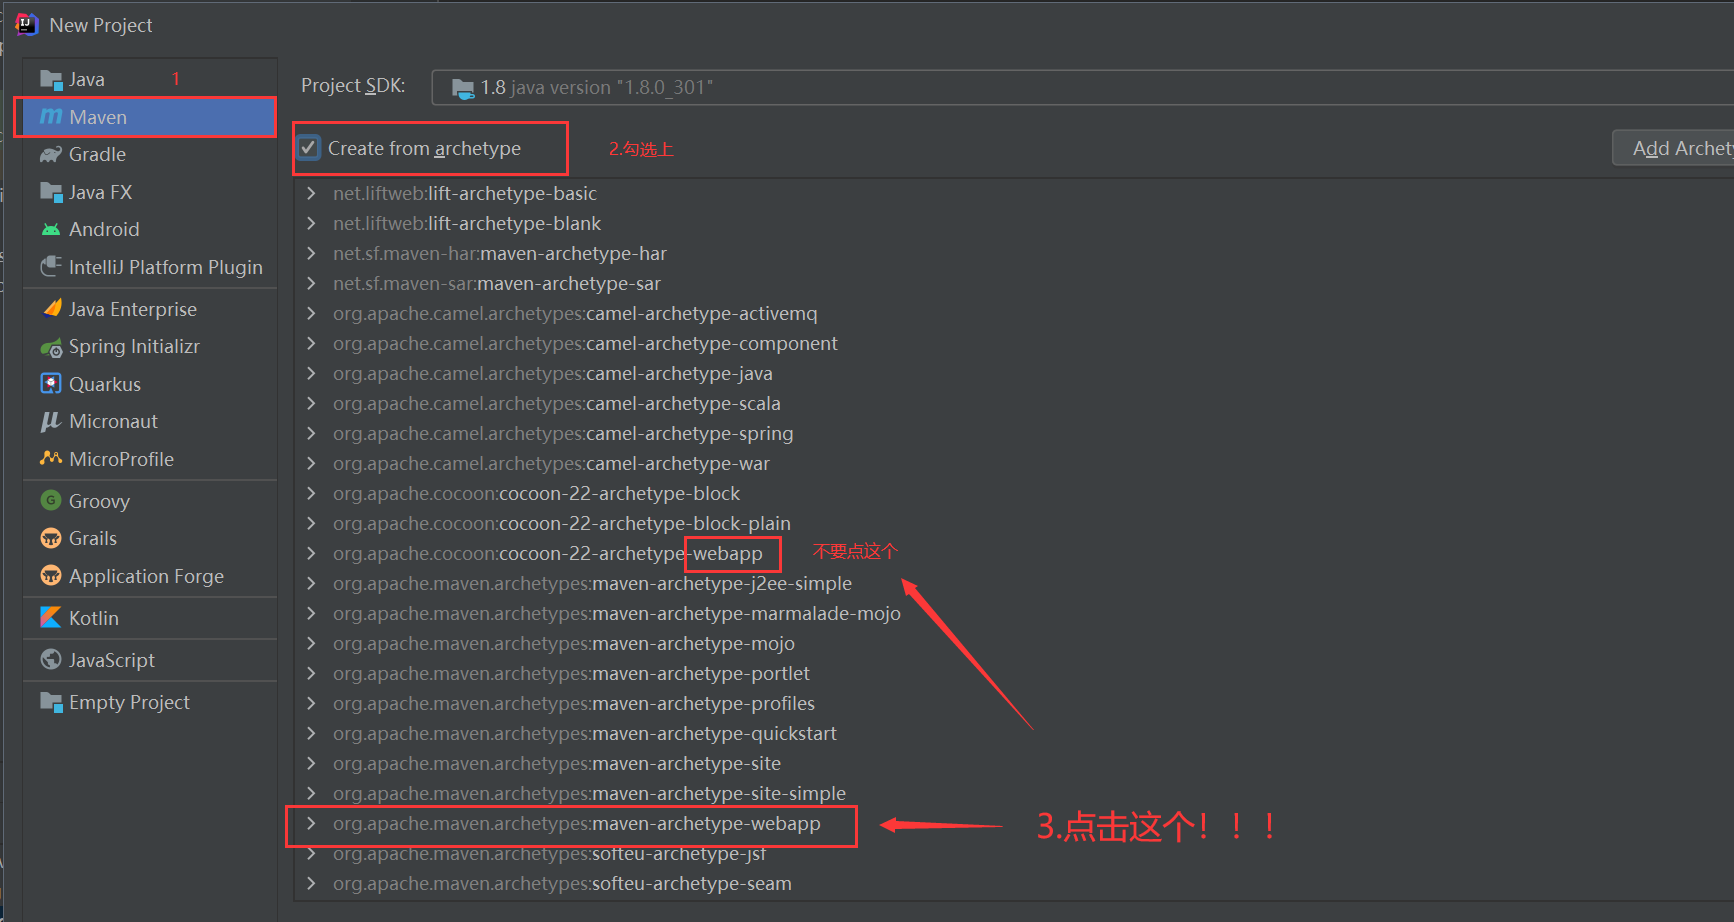 New Project
Java 1
Maven
Gradle
Java FX
Android
IntelliJ Platform Plugin
Java Enterprise
Spring Initializr
Quarkus
Micronaut
MicroProfile
Groovy
Grails
Application Forge
Kotlin
JavaScript
Empty Project
Project SDK: 1.8 java version "1.8.0_301"
Create from archetype 2.勾选上 Add Archety
net.liftweb:lift-archetype-basic
net.liftweb:lift-archetype-blank
net.sf.maven-har:maven-archetype-har
net.sf.maven-sar:maven-archetype-sar
org.apache.camel.archetypes:camel-archetype-activemq
org.apache.camel.archetypes:camel-archetype-component
org.apache.camel.archetypes:camel-archetype-java
org.apache.camel.archetypes:camel-archetype-scala
org.apache.camel.archetypes:camel-archetype-spring
org.apache.camel.archetypes:camel-archetype-war
org.apache.cocoon:cocoon-22-archetype-block
org.apache.cocoon:cocoon-22-archetype-block-plain
org.apache.cocoon:cocoon-22-archetype-webapp 不要点这个
org.apache.maven.archetypes:maven-archetype-j2ee-simple
org.apache.maven.archetypes:maven-archetype-marmalade-mojo
org.apache.maven.archetypes:maven-archetype-mojo
org.apache.maven.archetypes:maven-archetype-portlet
org.apache.maven.archetypes:maven-archetype-profiles
org.apache.maven.archetypes:maven-archetype-quickstart
org.apache.maven.archetypes:maven-archetype-site
org.apache.maven.archetypes:maven-archetype-site-simple
org.apache.maven.archetypes:maven-archetype-webapp 3.点击这个！！！
org.apache.maven.archetypes:softeu-archetype-jsf
org.apache.maven.archetypes:softeu-archetype-seam